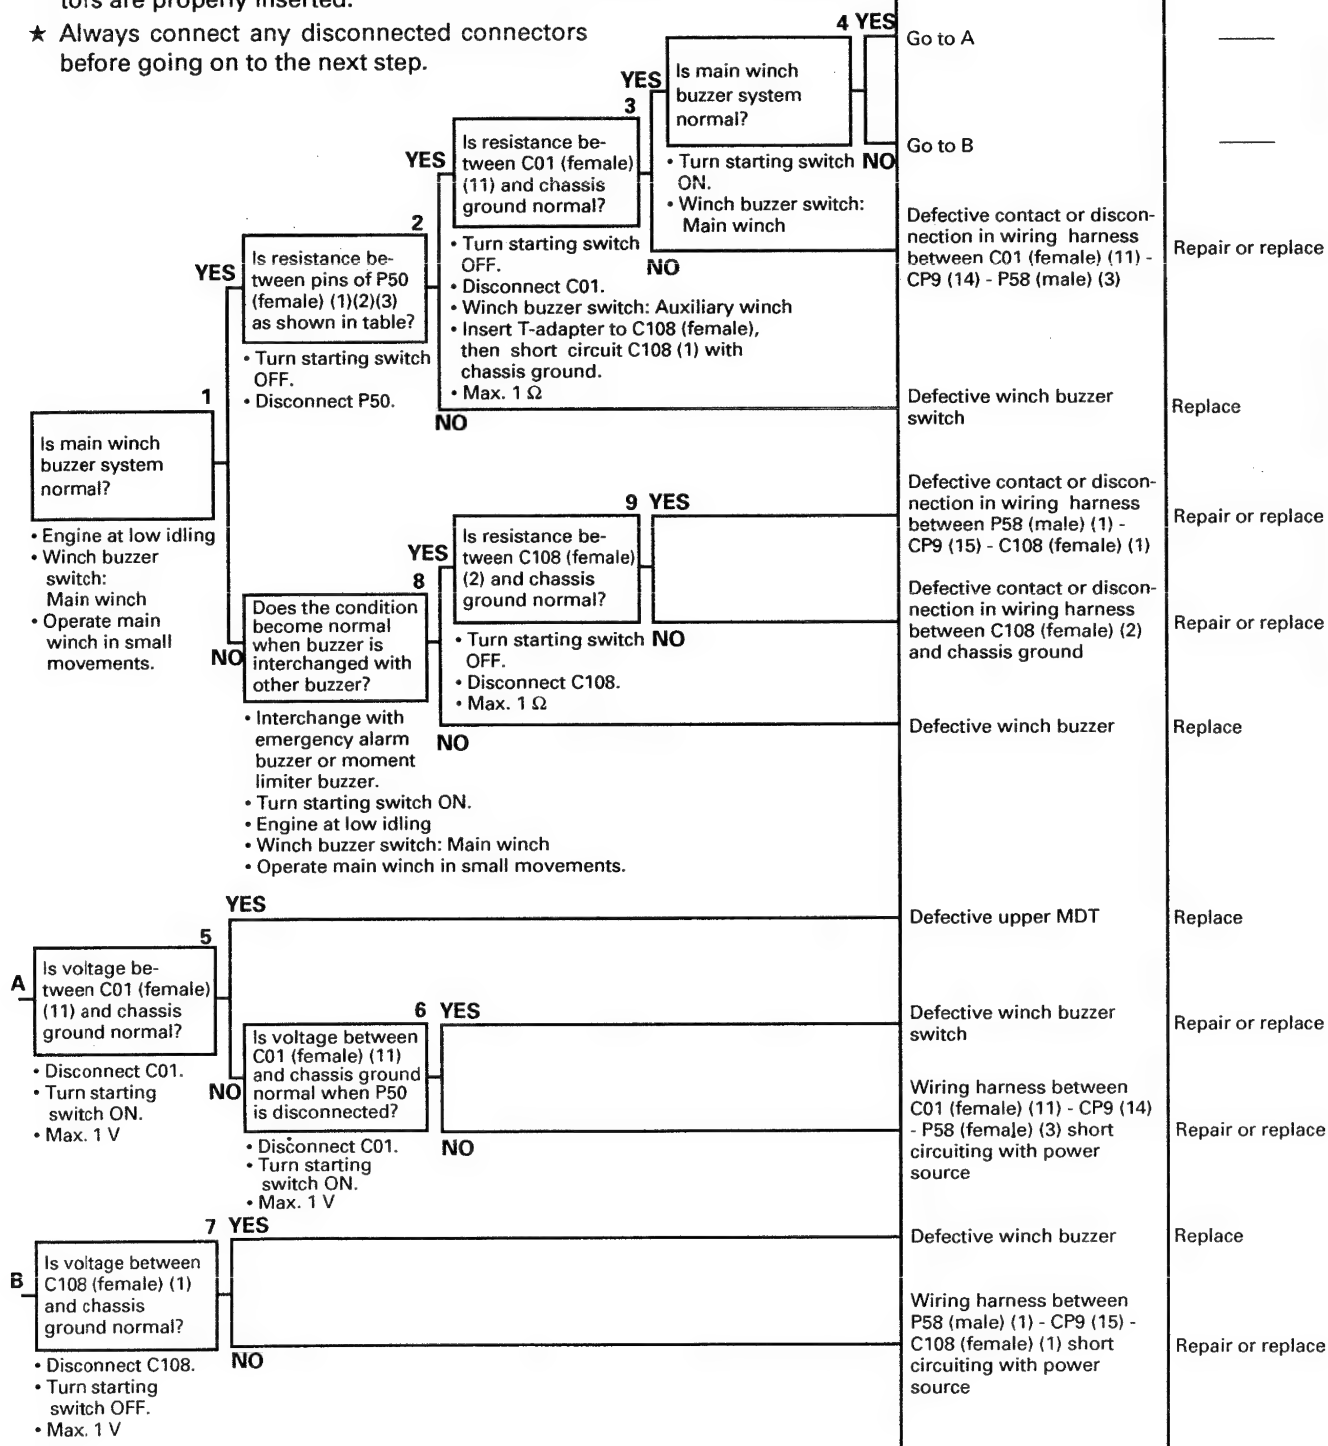 tors are properly inserted.
★ Always connect any disconnected connectors
before going on to the next step.
4 YES
Is main winch
buzzer system
normal?
• Turn starting switch
ON.
• Winch buzzer switch:
Main winch
NO
Go to A
Go to B
YES
3
Is resistance be-
tween C01 (female)
(11) and chassis
ground normal?
• Turn starting switch
OFF.
• Disconnect C01.
• Winch buzzer switch: Auxiliary winch
• Insert T-adapter to C108 (female),
then short circuit C108 (1) with
chassis ground.
• Max. 1 Ω
NO
Defective contact or discon-
nection in wiring harness
between C01 (female) (11) -
CP9 (14) - P58 (male) (3)
Repair or replace
YES
2
Is resistance be-
tween pins of P50
(female) (1)(2)(3)
as shown in table?
• Turn starting switch
OFF.
• Disconnect P50.
NO
Defective winch buzzer
switch
Replace
YES
1
Is main winch
buzzer system
normal?
• Engine at low idling
• Winch buzzer
switch:
Main winch
• Operate main
winch in small
movements.
NO
9 YES
YES
Is resistance be-
tween C108 (female)
(2) and chassis
ground normal?
• Turn starting switch
OFF.
• Disconnect C108.
• Max. 1 Ω
NO
Defective contact or discon-
nection in wiring harness
between P58 (male) (1) -
CP9 (15) - C108 (female) (1)
Repair or replace
Defective contact or discon-
nection in wiring harness
between C108 (female) (2)
and chassis ground
Repair or replace
8
Does the condition
become normal
when buzzer is
interchanged with
other buzzer?
• Interchange with
emergency alarm
buzzer or moment
limiter buzzer.
• Turn starting switch ON.
• Engine at low idling
• Winch buzzer switch: Main winch
• Operate main winch in small movements.
NO
Defective winch buzzer
Replace
YES
5
A
Is voltage be-
tween C01 (female)
(11) and chassis
ground normal?
• Disconnect C01.
• Turn starting
switch ON.
• Max. 1 V
NO
Defective upper MDT
Replace
6 YES
Is voltage between
C01 (female) (11)
and chassis ground
normal when P50
is disconnected?
• Disconnect C01.
• Turn starting
switch ON.
• Max. 1 V
NO
Defective winch buzzer
switch
Repair or replace
Wiring harness between
C01 (female) (11) - CP9 (14)
- P58 (female) (3) short
circuiting with power
source
Repair or replace
7 YES
B
Is voltage between
C108 (female) (1)
and chassis
ground normal?
• Disconnect C108.
• Turn starting
switch OFF.
• Max. 1 V
NO
Defective winch buzzer
Replace
Wiring harness between
P58 (male) (1) - CP9 (15) -
C108 (female) (1) short
circuiting with power
source
Repair or replace